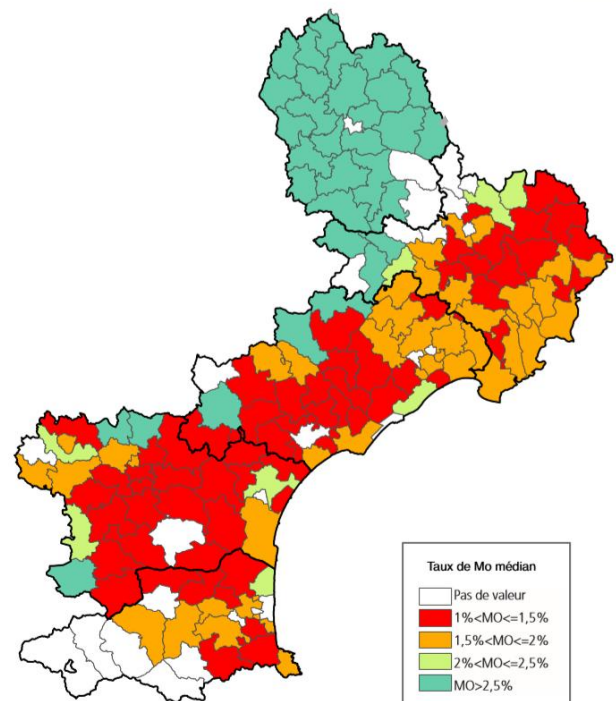 Taux de Mo médian
Pas de valeur
1%<MO<=1,5%
1,5%<MO<=2%
2%<MO<=2,5%
MO>2,5%